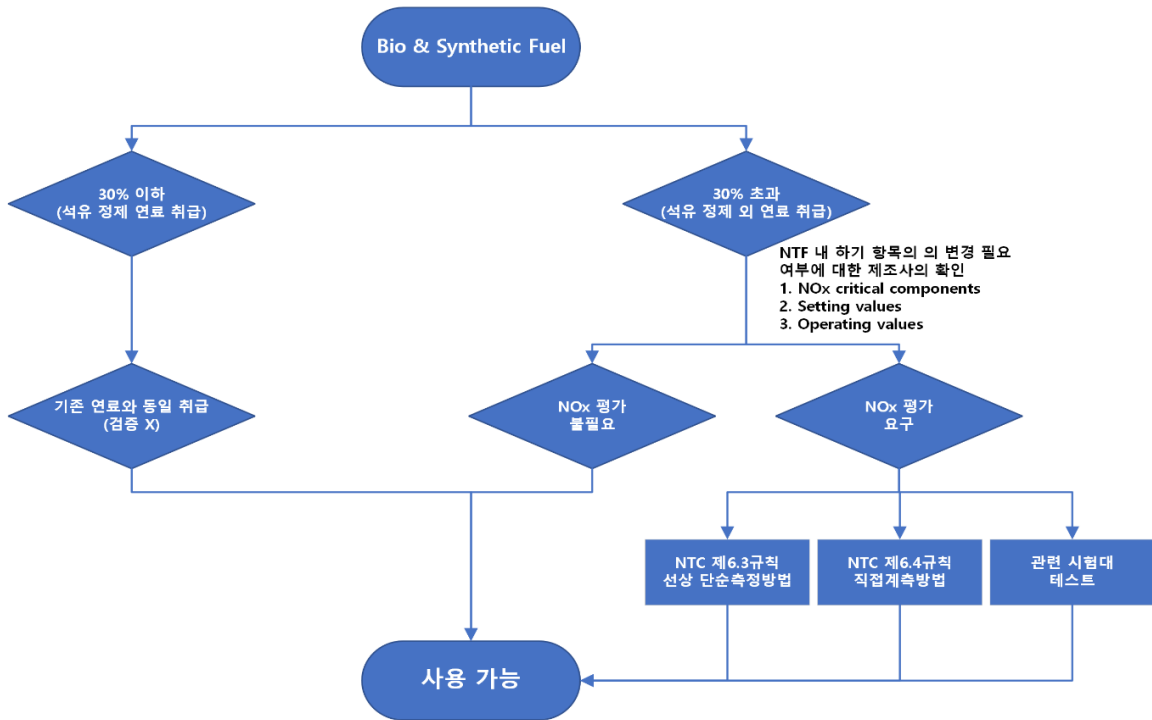 Bio & Synthetic Fuel
30% 이하
(석유 정제 연료 취급)
30% 초과
(석유 정제 외 연료 취급)
NTF 내 하기 항목의 의 변경 필요
여부에 대한 제조사의 확인
1. NOx critical components
2. Setting values
3. Operating values
기존 연료와 동일 취급
(검증 X)
NOx 평가
불필요
NOx 평가
요구
NTC 제6.3규칙
선상 단순측정방법
NTC 제6.4규칙
직접계측방법
관련 시험대
테스트
사용 가능